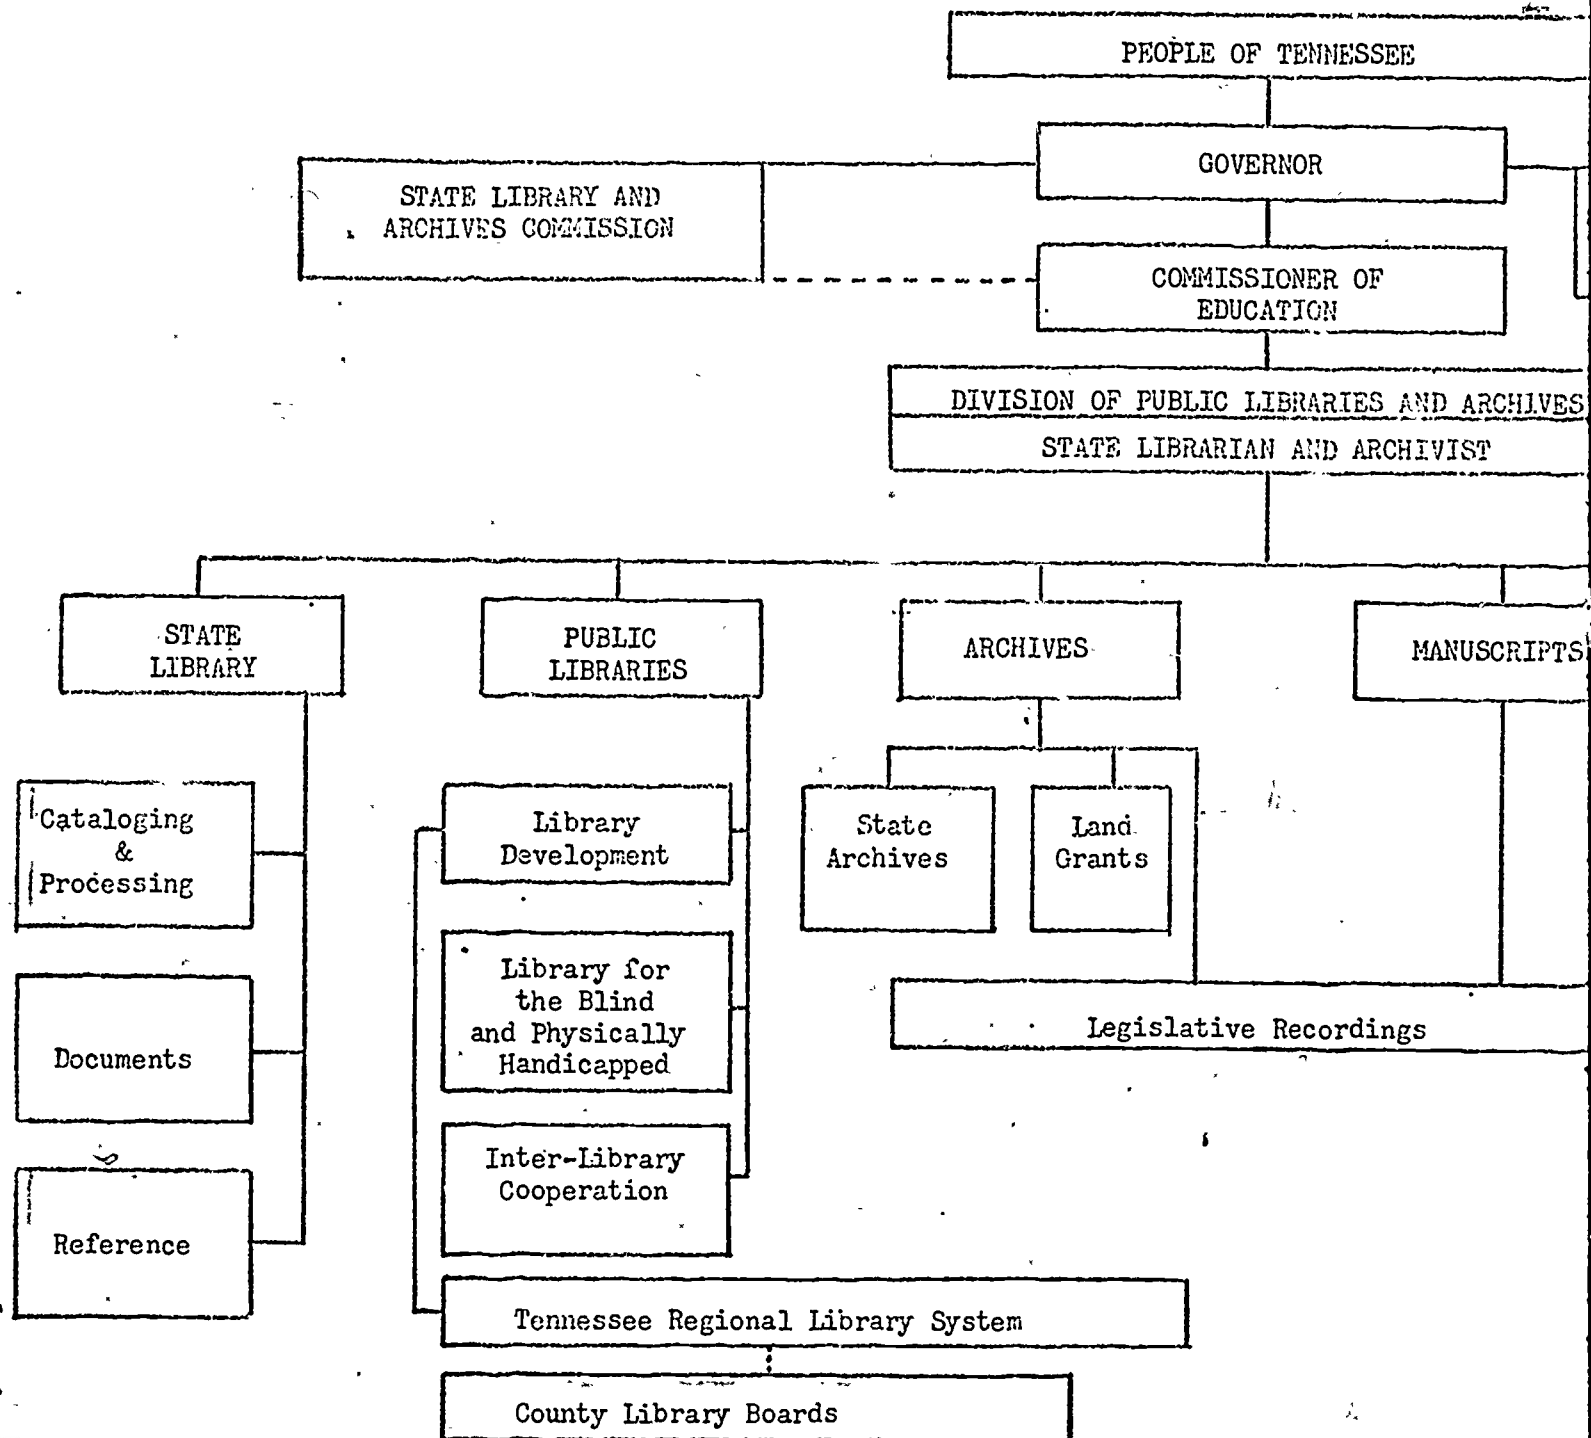 PEOPLE OF TENNESSEE
GOVERNOR
STATE LIBRARY AND
ARCHIVES COMMISSION
COMMISSIONER OF
EDUCATION
DIVISION OF PUBLIC LIBRARIES AND ARCHIVES
STATE LIBRARIAN AND ARCHIVIST
STATE
LIBRARY
PUBLIC
LIBRARIES
ARCHIVES
MANUSCRIPTS
Cataloging
&
Processing
Documents
Reference
Library
Development
Library for
the Blind
and Physically
Handicapped
Inter-Library
Cooperation
State
Archives
Land
Grants
Legislative Recordings
Tennessee Regional Library System
County Library Boards